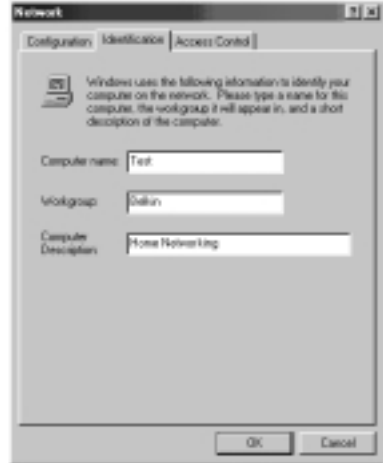 Network
Configuration Identification Access Control
Windows uses the following information to identify your
computer on the network. Please type a name for this
computer, the workgroup it will appear in, and a short
description of the computer.
Computer name: Test
Workgroup: Belkin
Computer
Description: Home Networking
OK Cancel